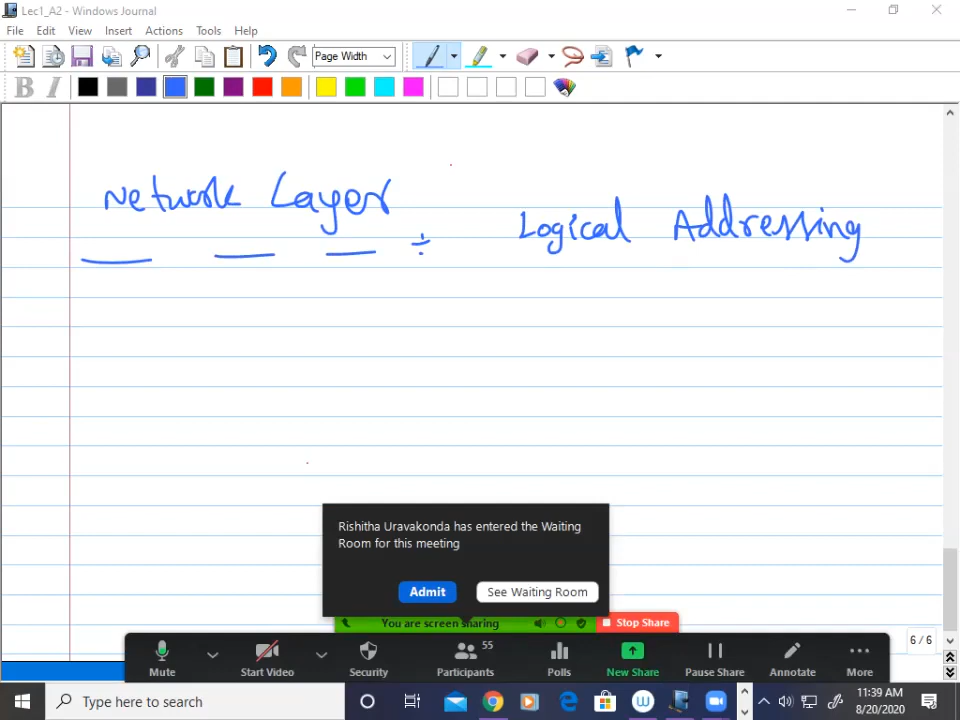 Lec1_A2 - Windows Journal
File Edit View Insert Actions Tools Help
Page Width
B I
Network Layer ÷ Logical Addressing
Rishitha Uravakonda has entered the Waiting
Room for this meeting
Admit See Waiting Room
You are screen sharing Stop Share
6 / 6
55
Mute Start Video Security Participants Polls New Share Pause Share Annotate More
Type here to search
11:39 AM
8/20/2020